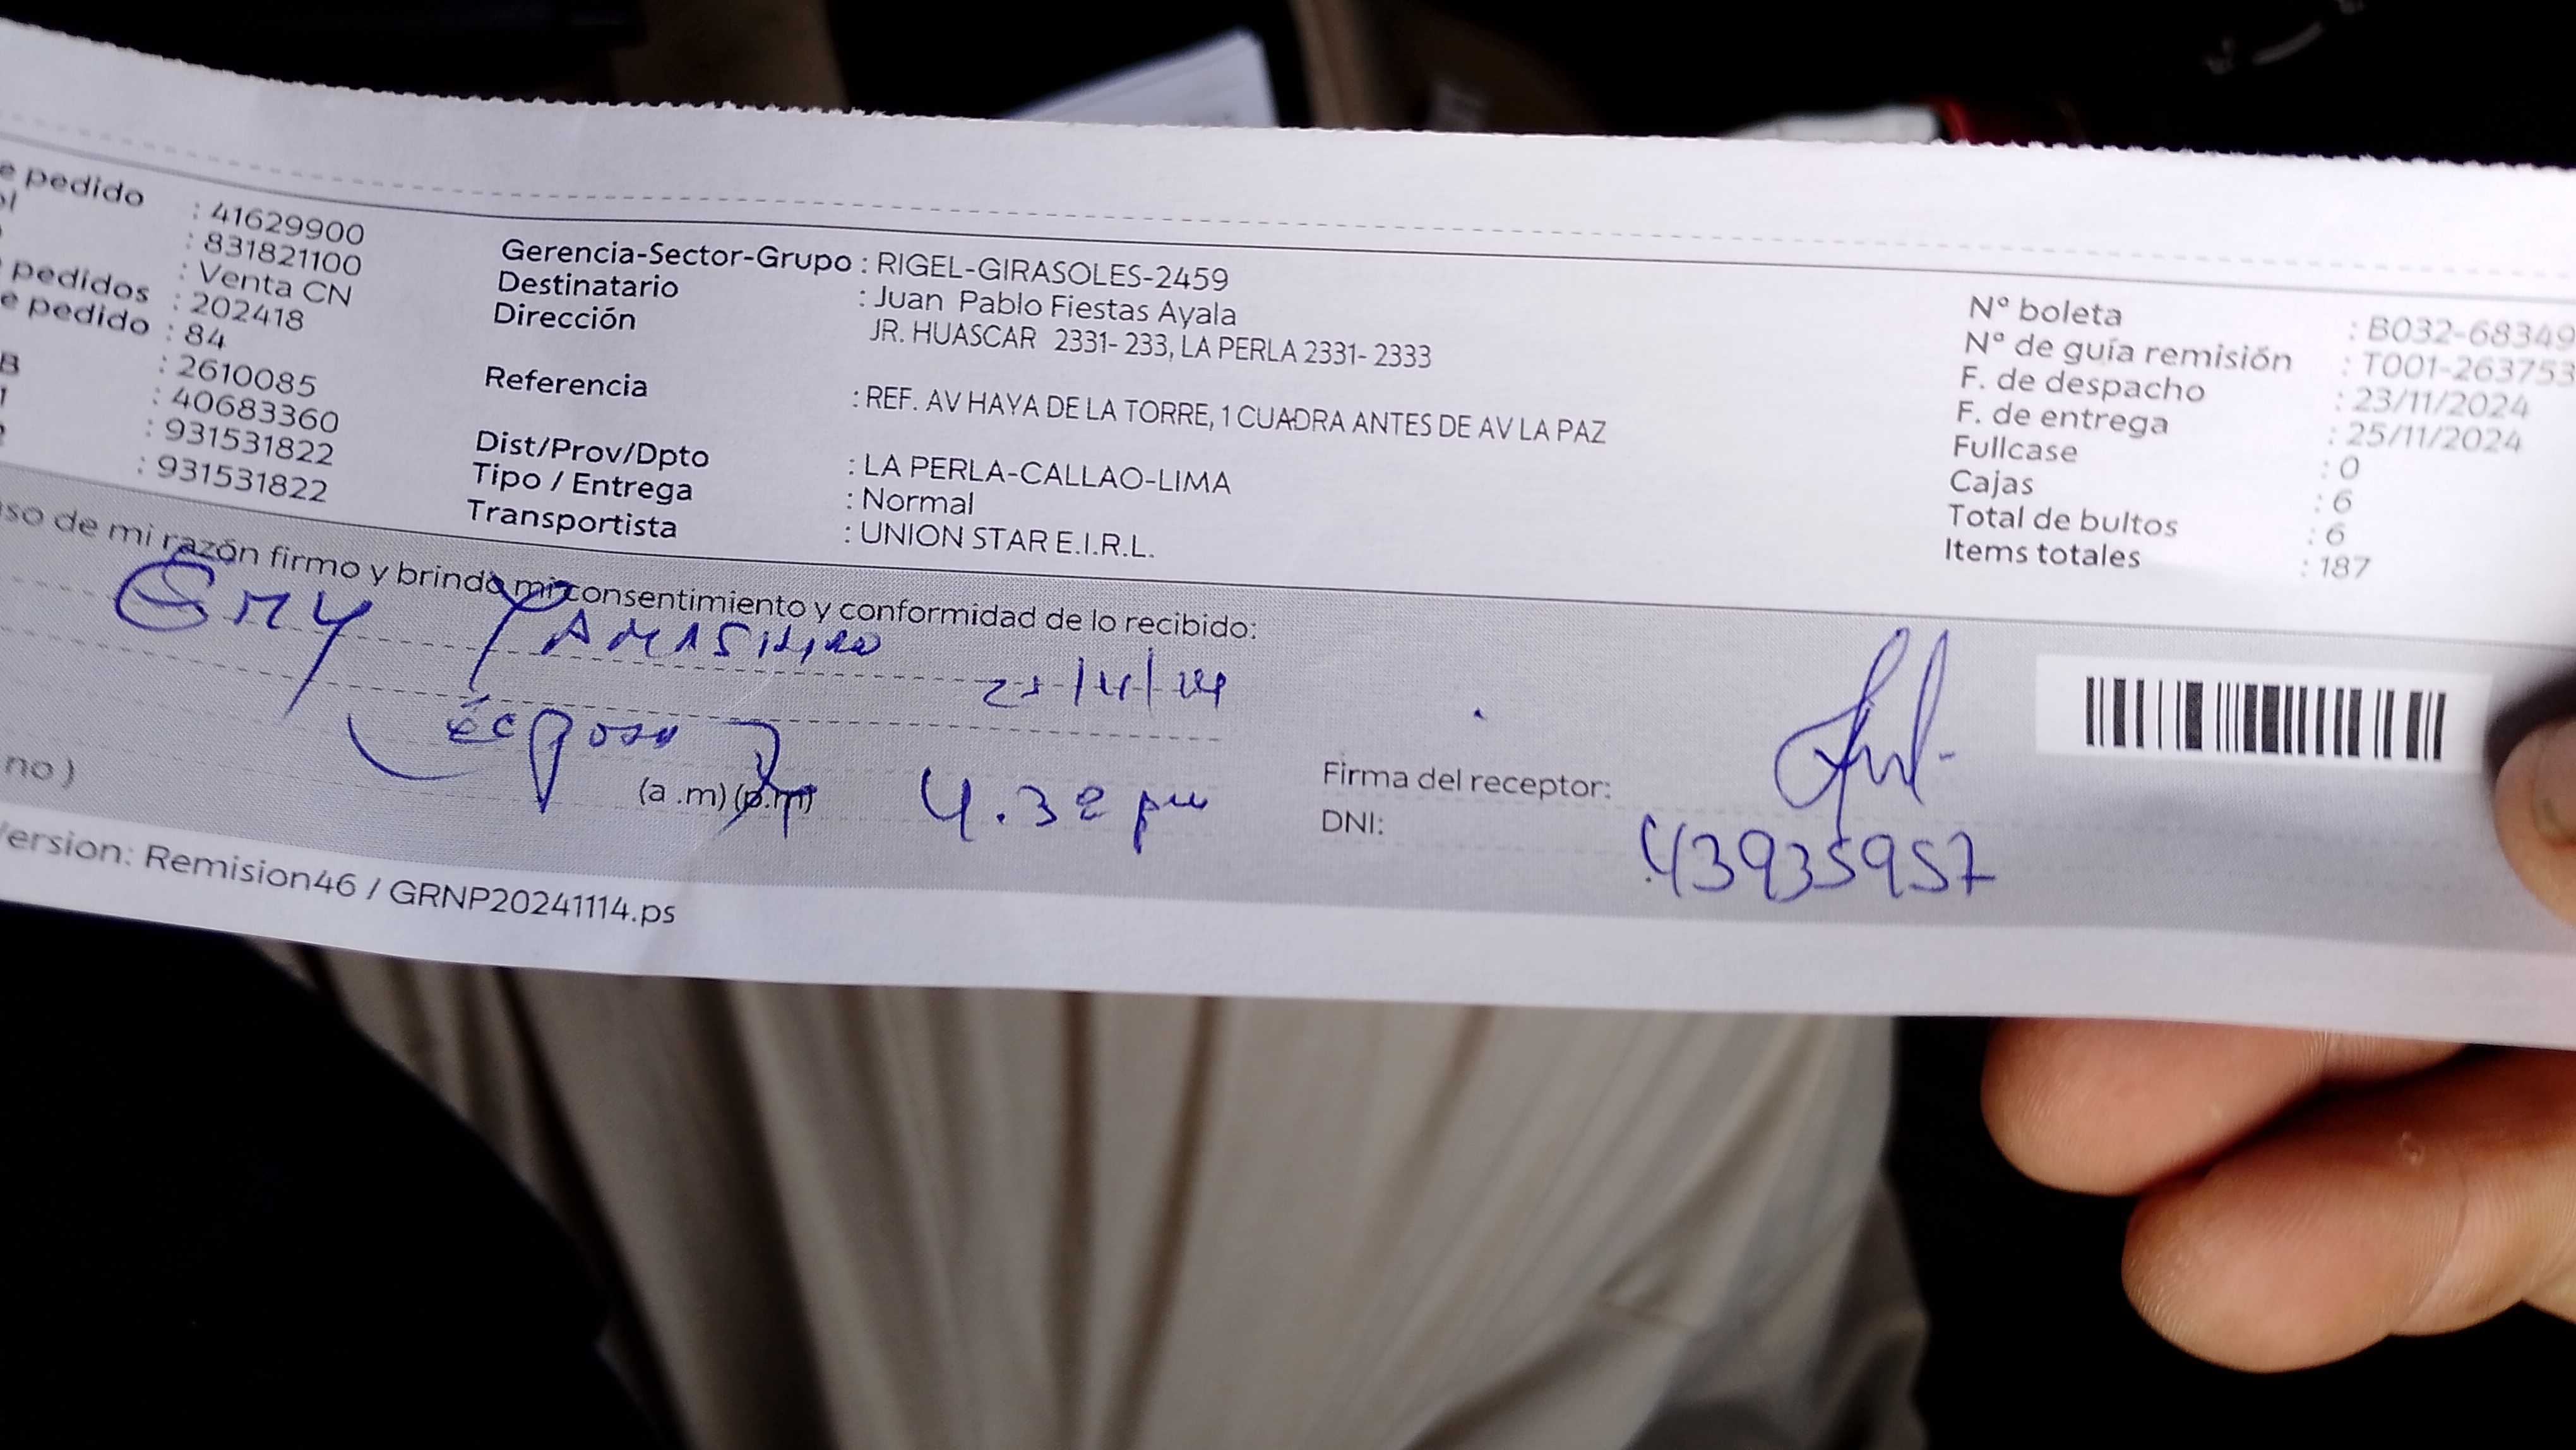 e pedido : 41629900
: 831821100
: Venta CN
pedidos : 202418
e pedido : 84
B : 2610085
1 : 40683360
2 : 931531822
: 931531822
Gerencia-Sector-Grupo : RIGEL-GIRASOLES-2459
Destinatario : Juan Pablo Fiestas Ayala
Dirección JR. HUASCAR 2331- 233, LA PERLA 2331- 2333
Referencia : REF. AV HAYA DE LA TORRE, 1 CUADRA ANTES DE AV LA PAZ
Dist/Prov/Dpto : LA PERLA-CALLAO-LIMA
Tipo / Entrega : Normal
Transportista : UNION STAR E.I.R.L.
Nº boleta : B032-68349
Nº de guía remisión : T001-263753
F. de despacho : 23/11/2024
F. de entrega : 25/11/2024
Fullcase : 0
Cajas : 6
Total de bultos : 6
Items totales : 187
so de mi razón firmo y brindo mi consentimiento y conformidad de lo recibido:
esposo
no )
(a .m) (p.m) 4.32 pm
Firma del receptor:
DNI: 43935957
ersion: Remision46 / GRNP20241114.ps